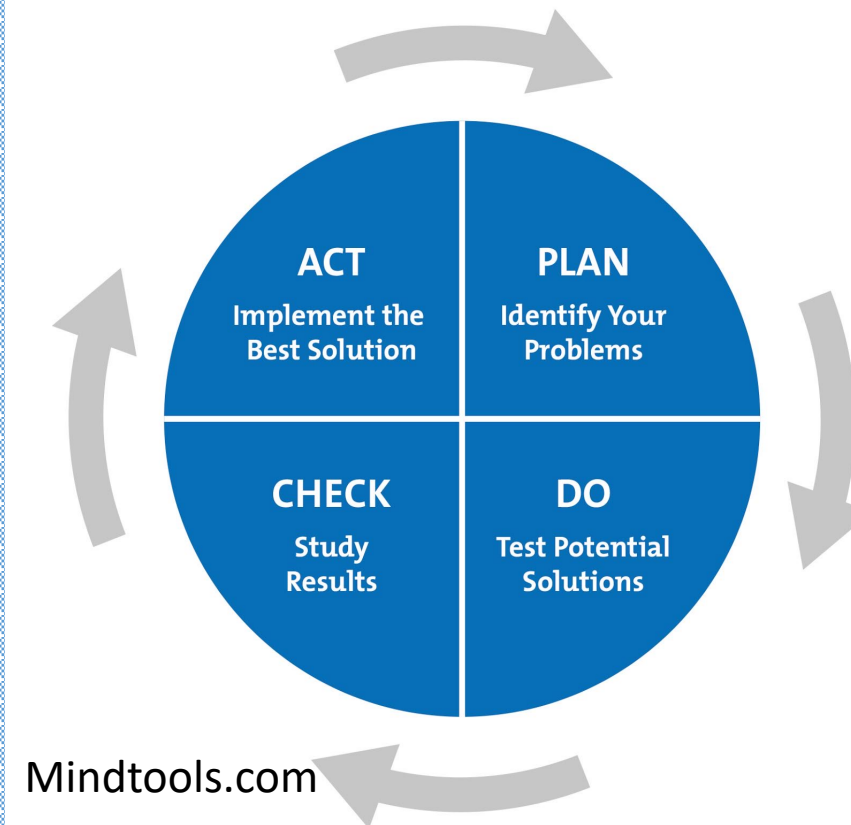 ACT
Implement the
Best Solution
PLAN
Identify Your
Problems
CHECK
Study
Results
DO
Test Potential
Solutions
Mindtools.com